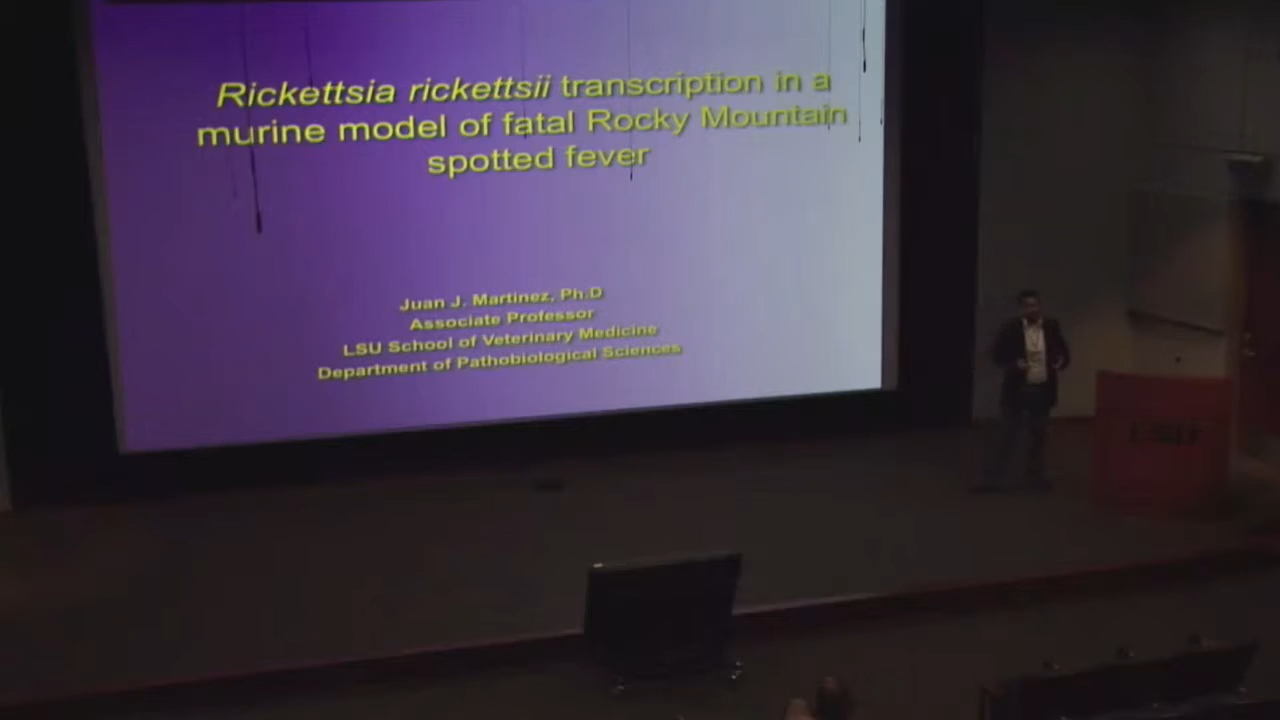 Rickettsia rickettsii transcription in a
murine model of fatal Rocky Mountain
spotted fever
Juan J. Martinez, Ph.D
Associate Professor
LSU School of Veterinary Medicine
Department of Pathobiological Sciences